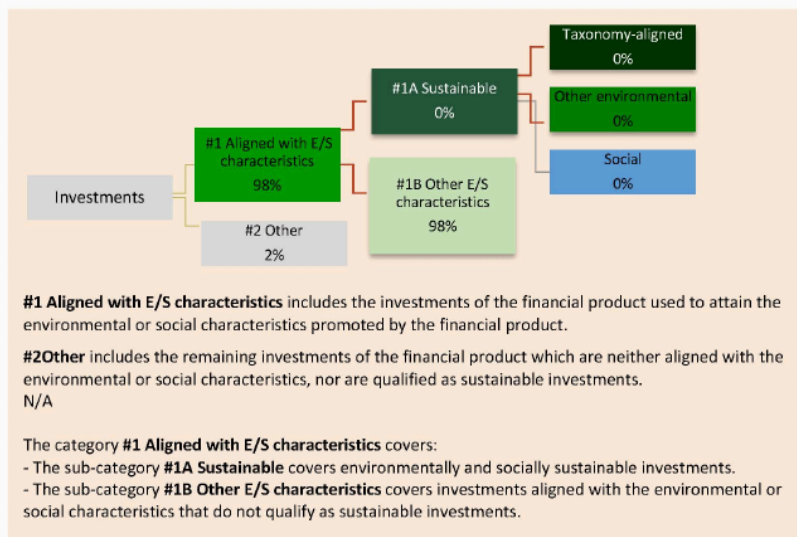 Taxonomy-aligned
0%
#1A Sustainable
0%
Other environmental
0%
#1 Aligned with E/S
characteristics
98%
Social
0%
#1B Other E/S
characteristics
98%
Investments
#2 Other
2%
#1 Aligned with E/S characteristics includes the investments of the financial product used to attain the
environmental or social characteristics promoted by the financial product.
#2Other includes the remaining investments of the financial product which are neither aligned with the
environmental or social characteristics, nor are qualified as sustainable investments.
N/A
The category #1 Aligned with E/S characteristics covers:
- The sub-category #1A Sustainable covers environmentally and socially sustainable investments.
- The sub-category #1B Other E/S characteristics covers investments aligned with the environmental or
social characteristics that do not qualify as sustainable investments.